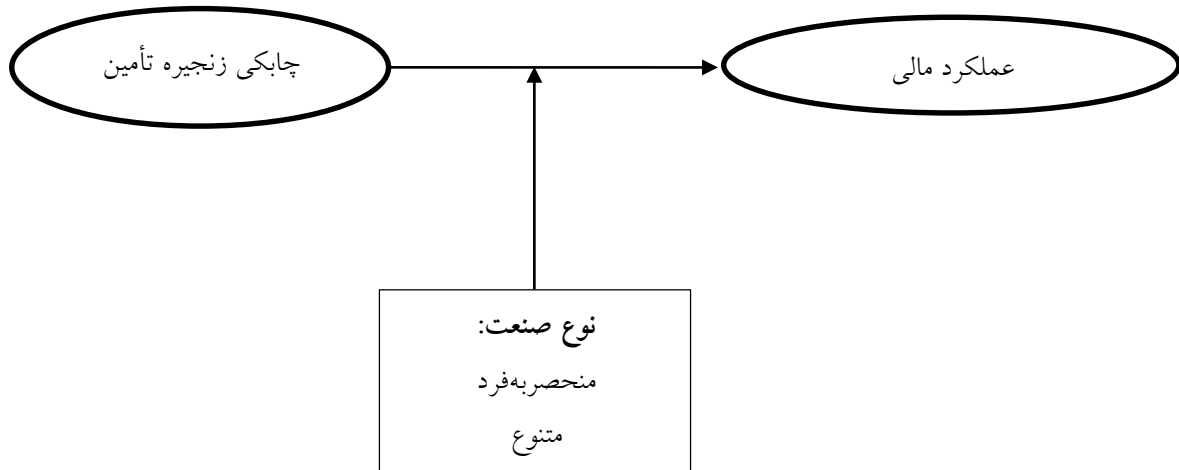 چابکی زنجیره تأمین
عملکرد مالی
نوع صنعت:
منحصربه‌فرد
متنوع